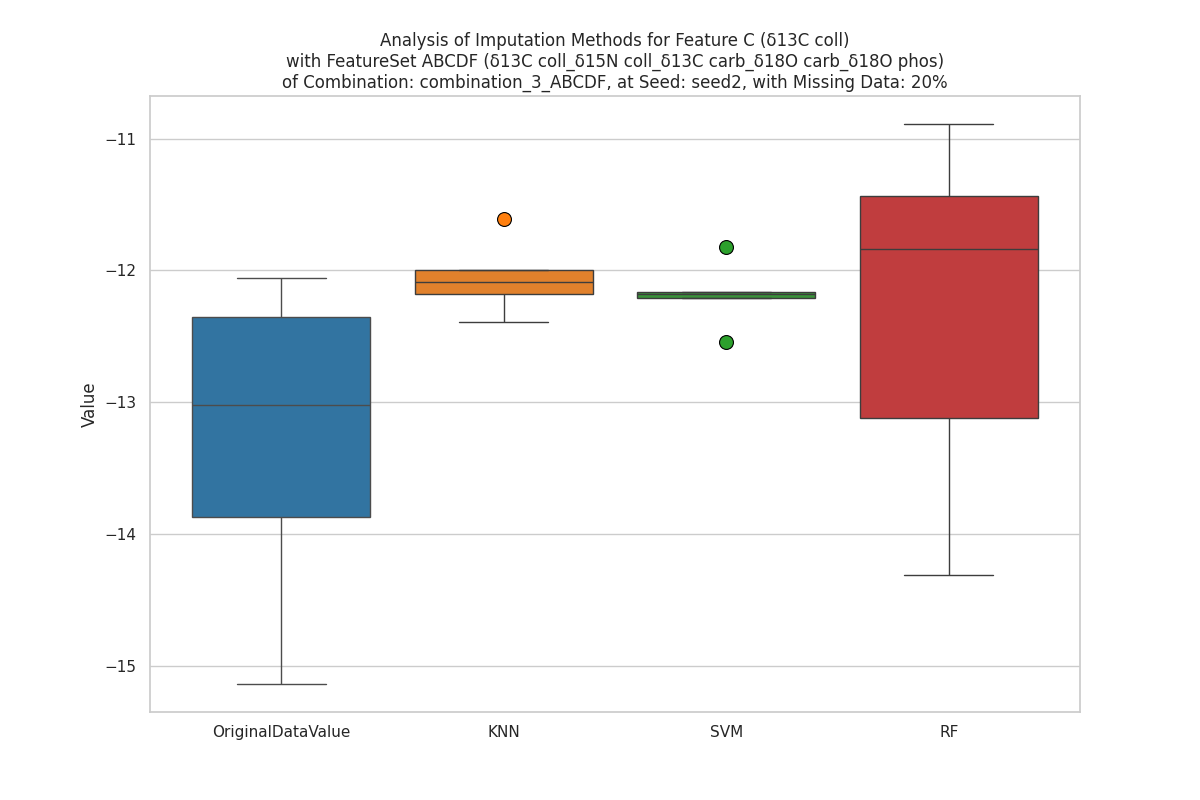 Analysis of Imputation Methods for Feature C (δ13C coll)
with FeatureSet ABCDF (δ13C coll_δ15N coll_δ13C carb_δ18O carb_δ18O phos)
of Combination: combination_3_ABCDF, at Seed: seed2, with Missing Data: 20%
−11
−12
−13
−14
−15
Value
OriginalDataValue
KNN
SVM
RF